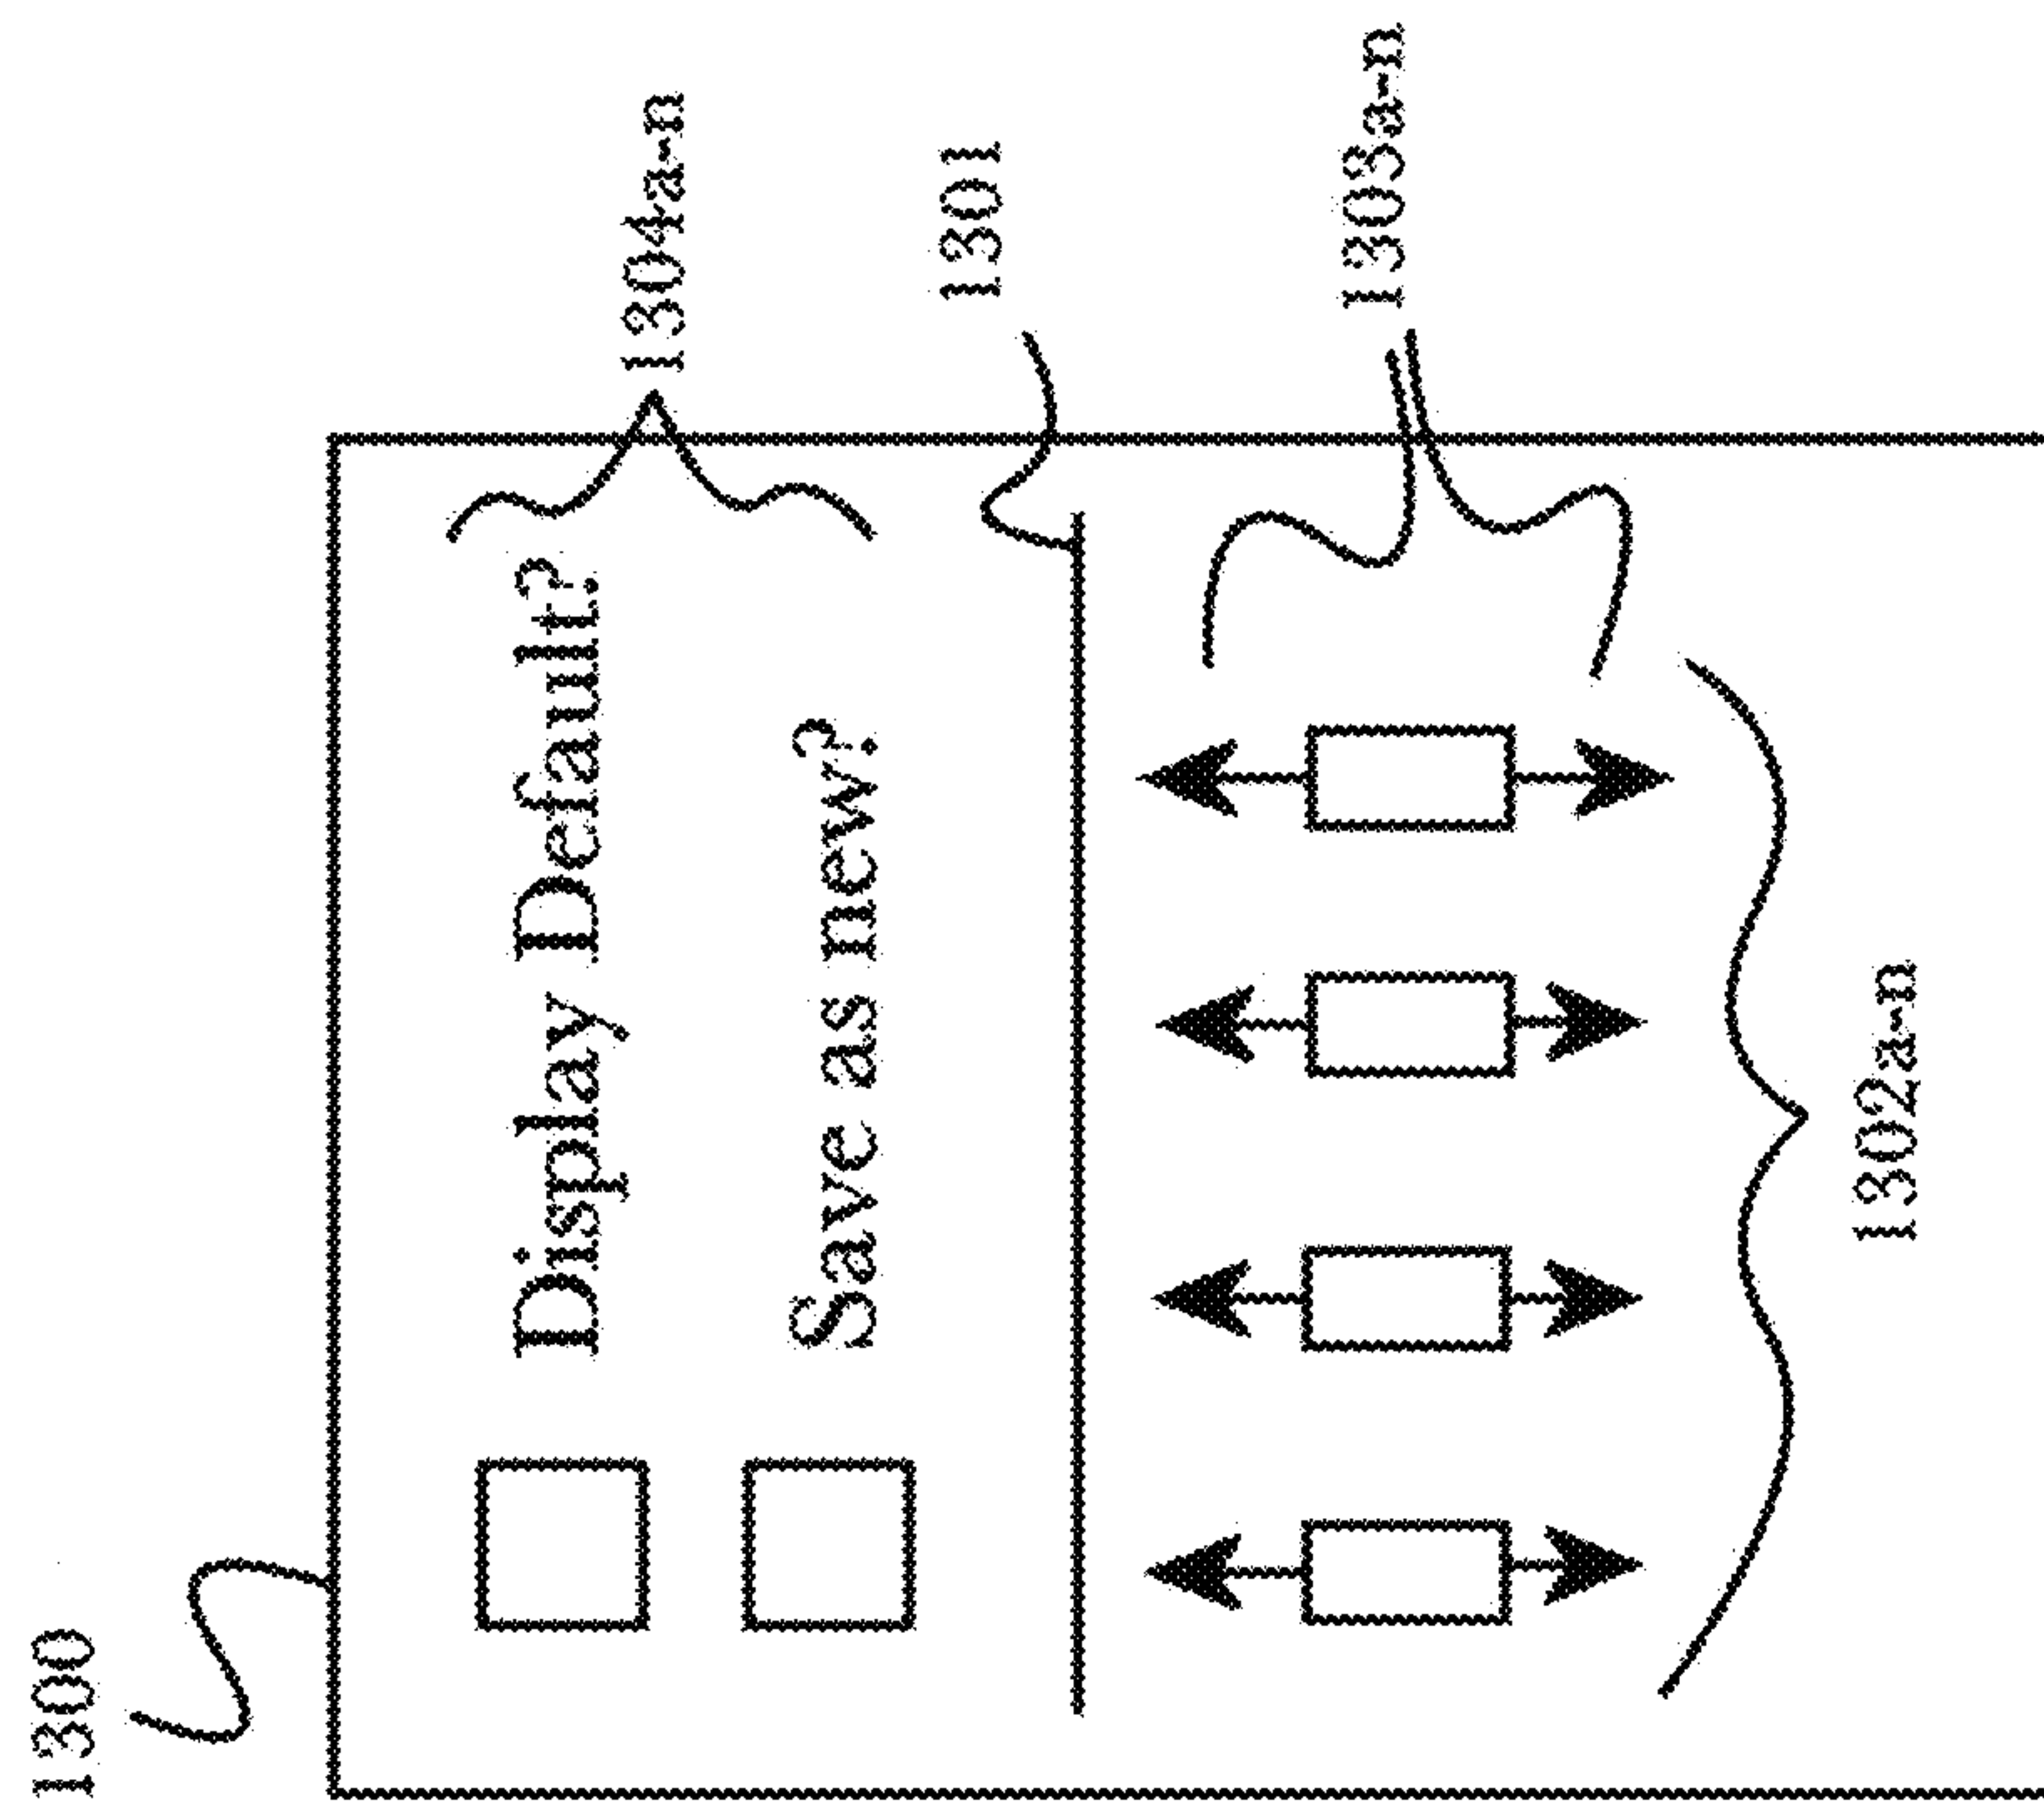 1300
Display Default?
1304a-n
Save as new?
1301
1303a-n
1302a-n